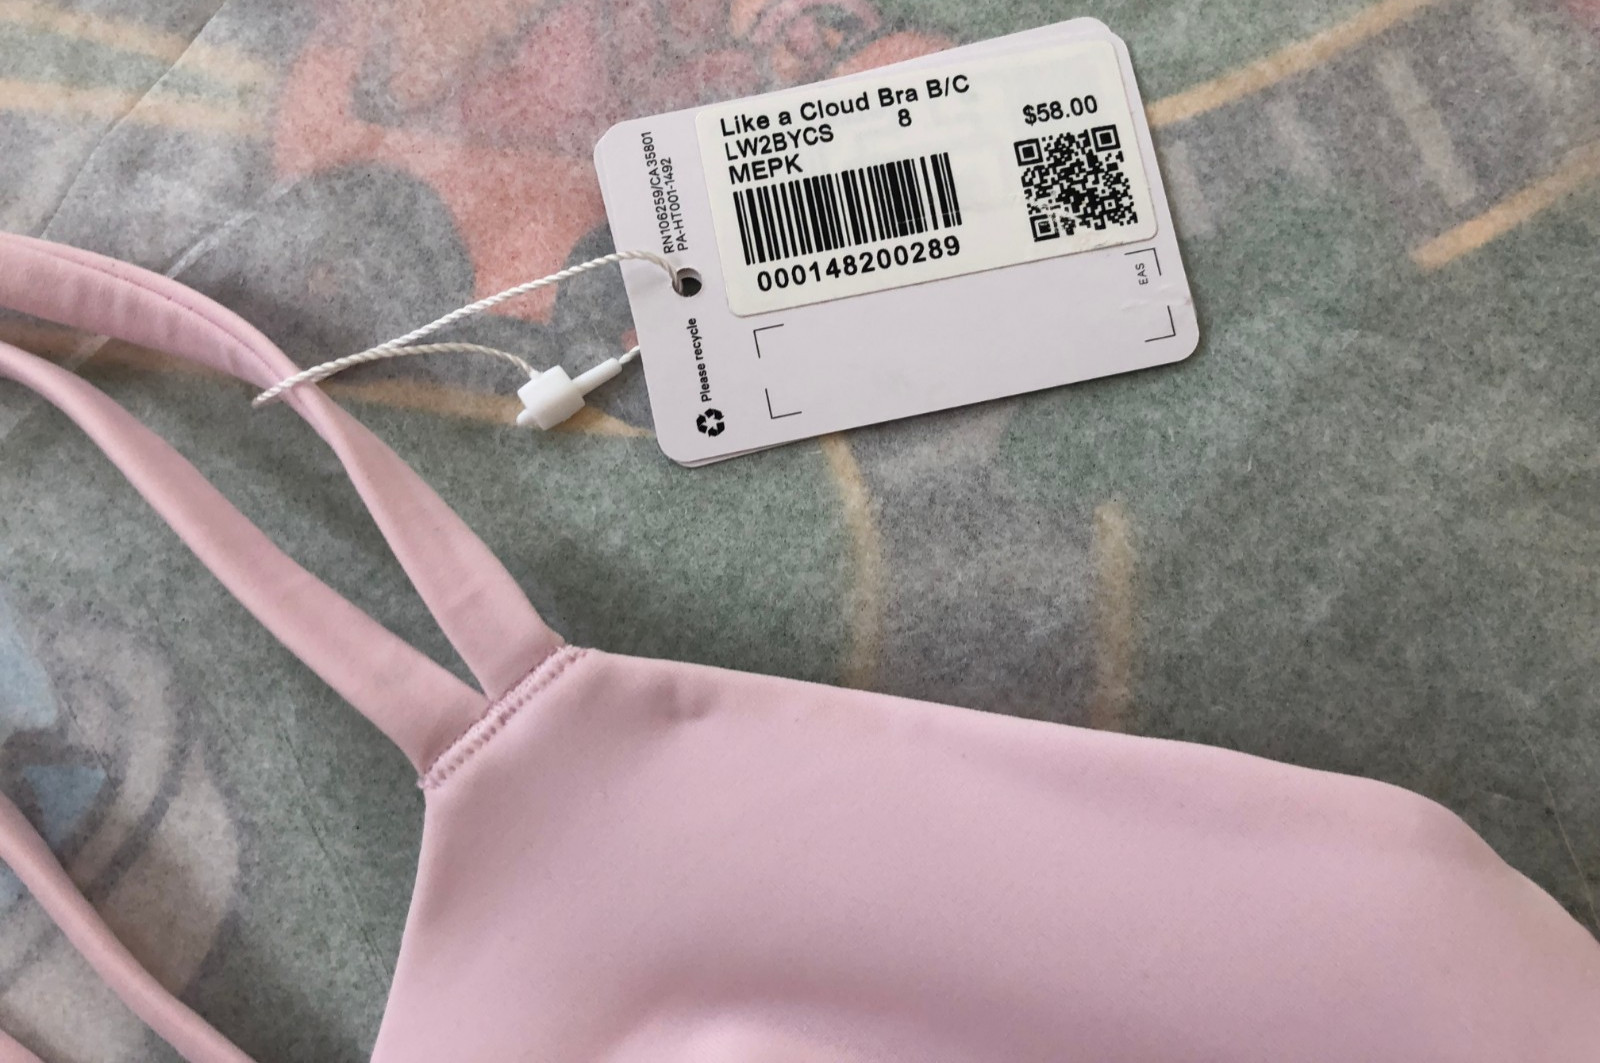 Like a Cloud Bra B/C
LW2BYCS 8
MEPK
$58.00
000148200289
RN106259/CA35801
PA-HT001-1492
Please recycle
EAS